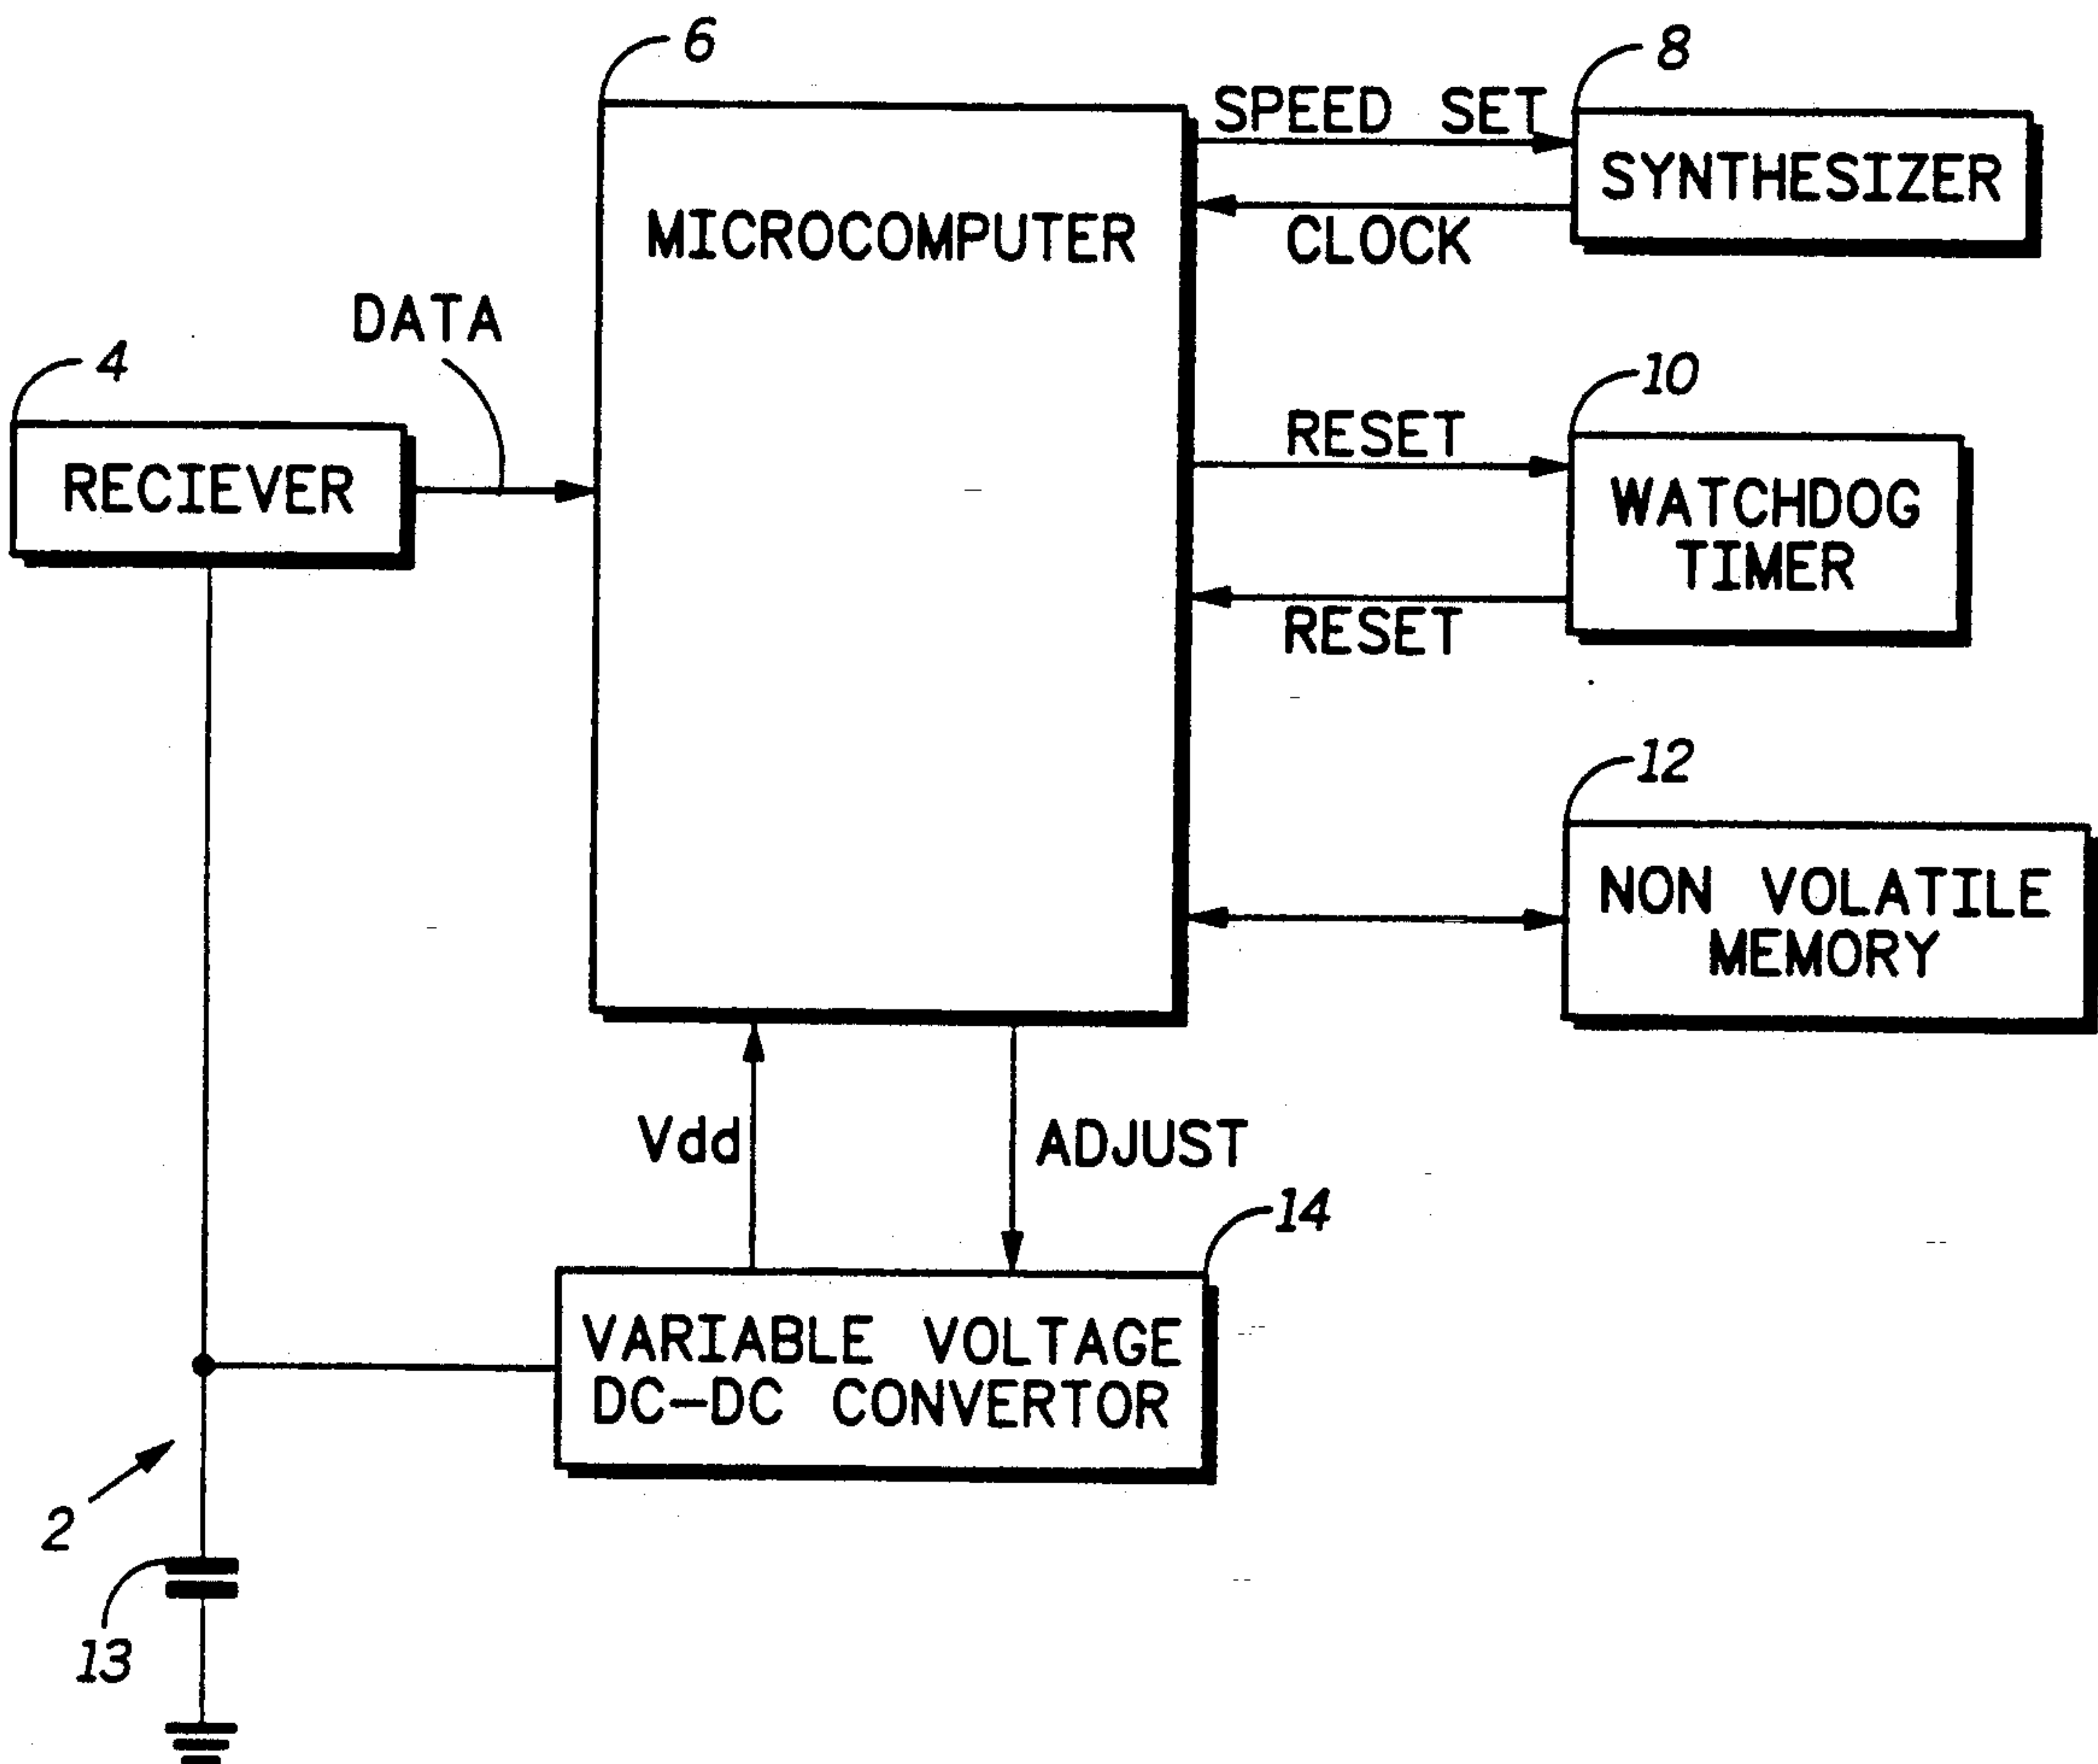 6
8
SPEED SET
SYNTHESIZER
MICROCOMPUTER
CLOCK
DATA
4
10
RECIEVER
RESET
WATCHDOG
TIMER
RESET
12
NON VOLATILE
MEMORY
Vdd
ADJUST
14
VARIABLE VOLTAGE
DC-DC CONVERTOR
2
13